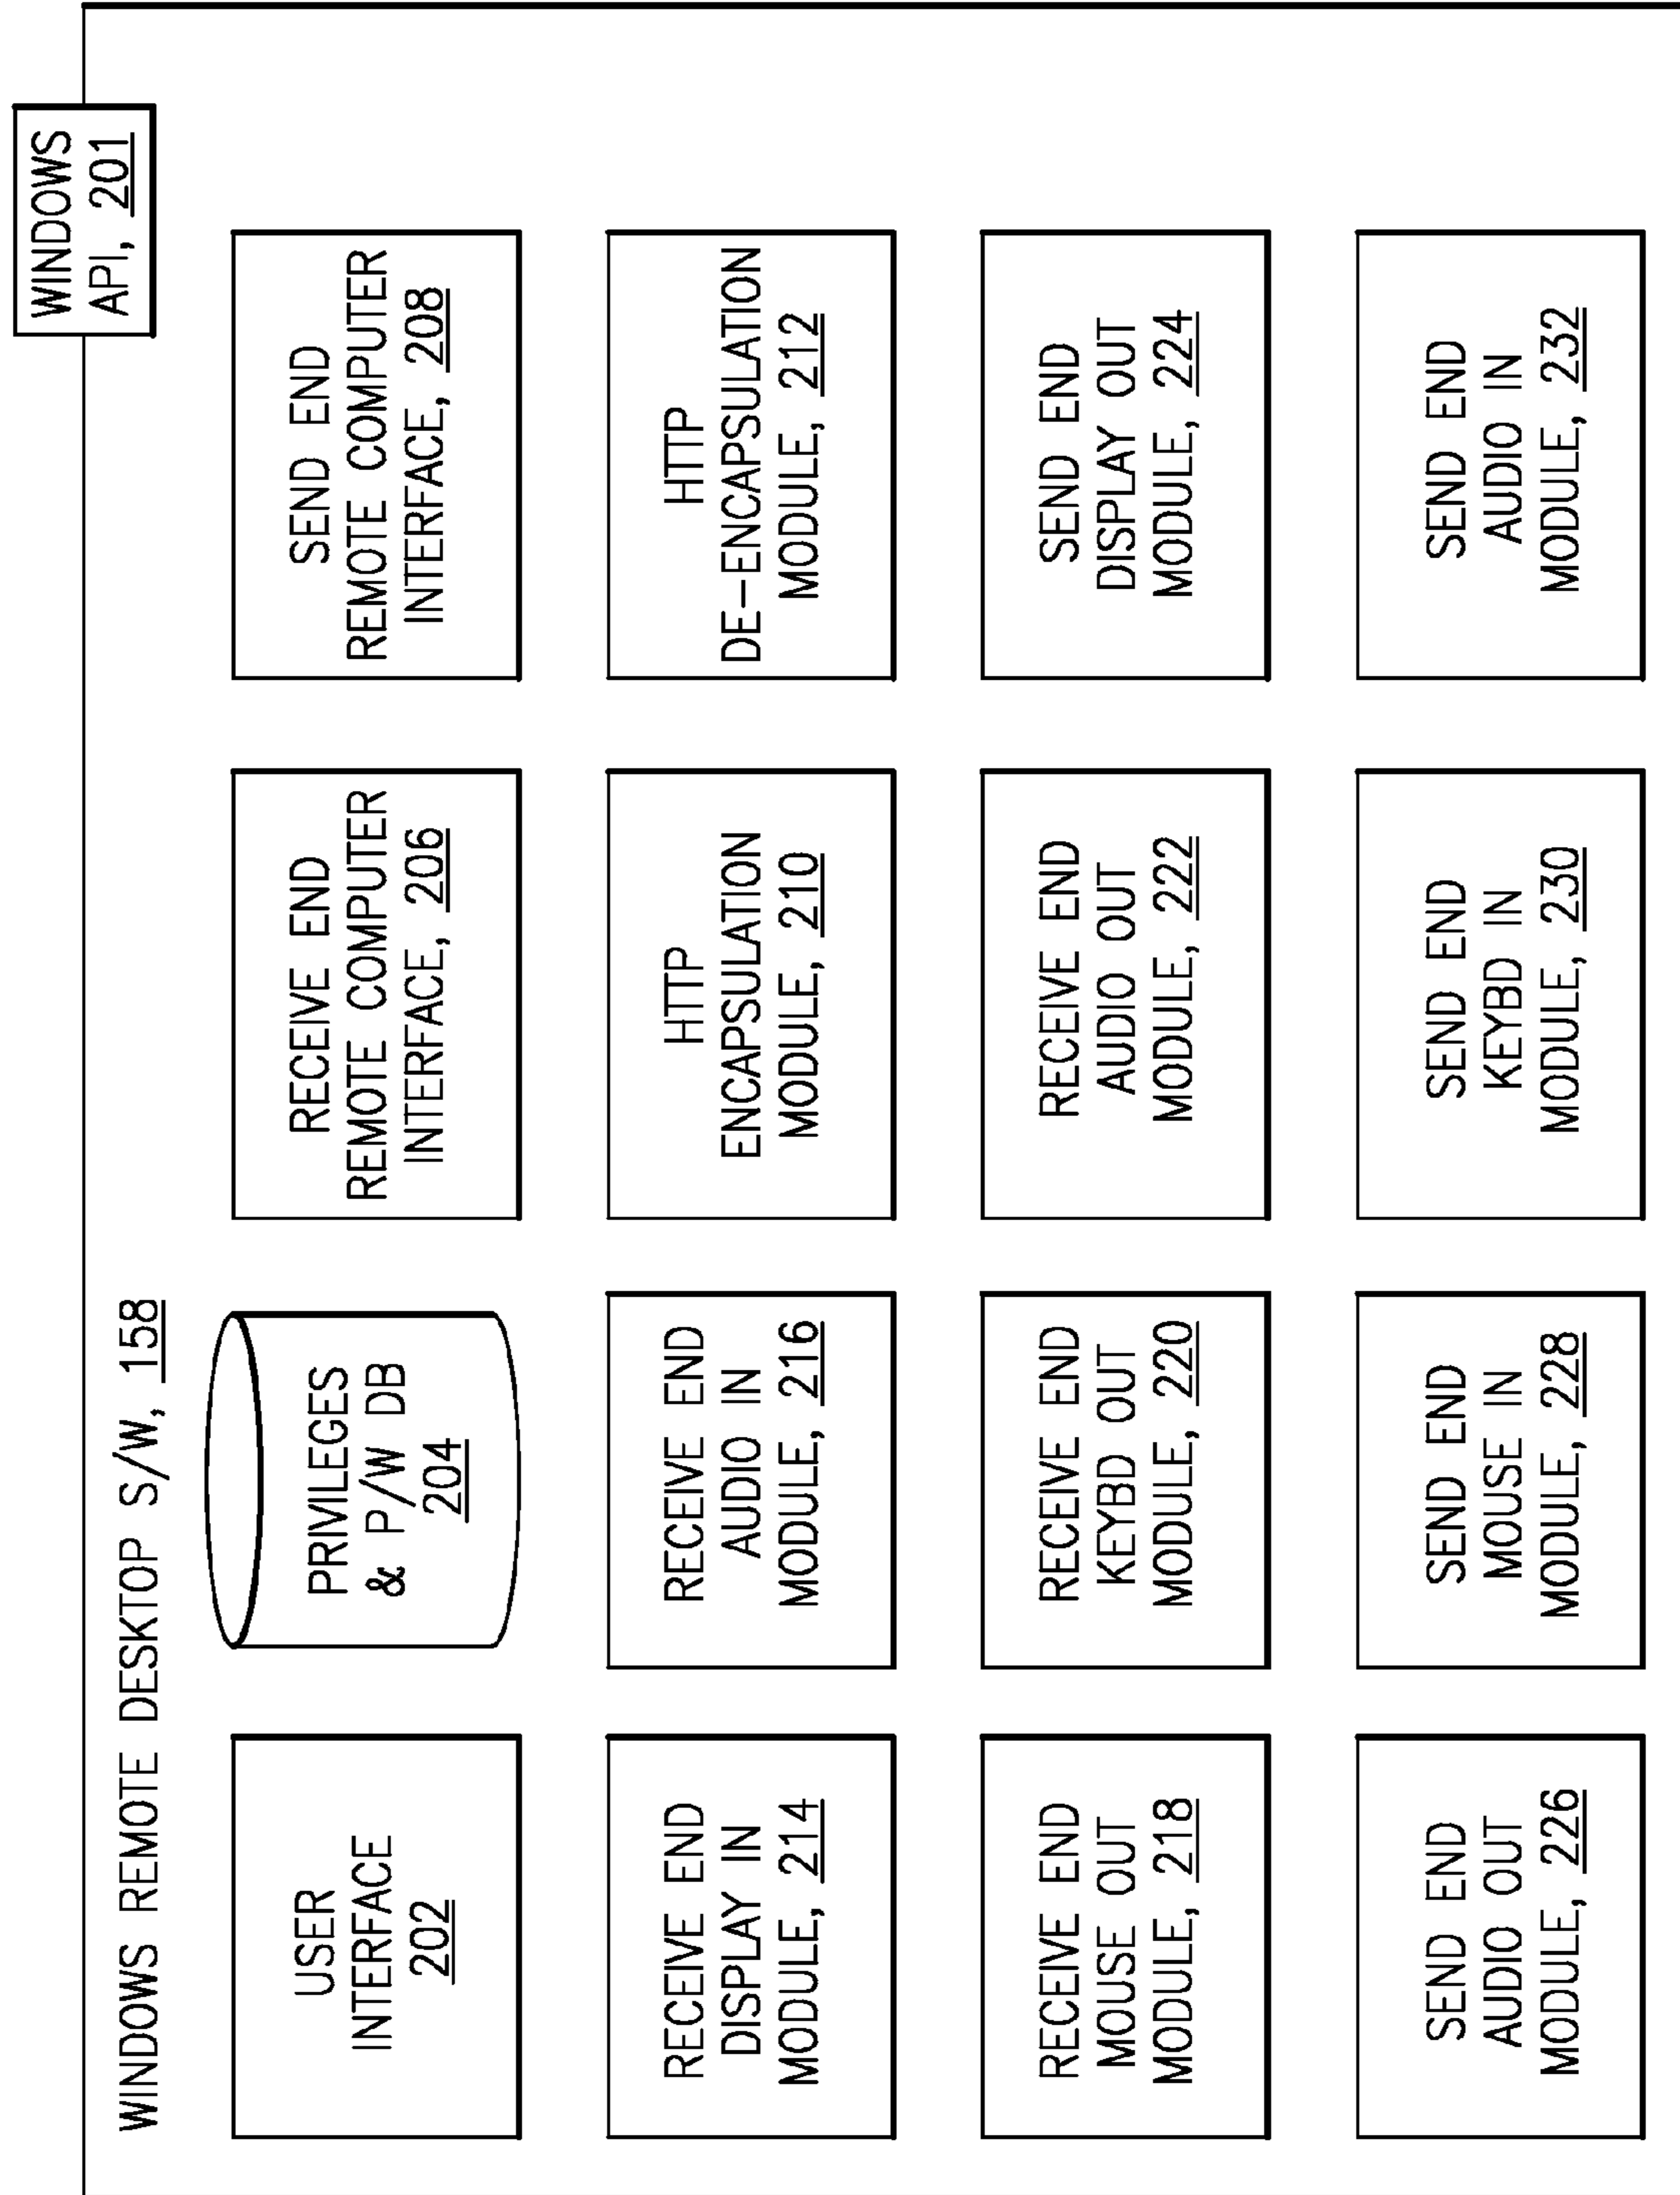 WINDOWS
API, 201
WINDOWS REMOTE DESKTOP S/W, 158
USER
INTERFACE
202
PRIVILEGES
& P/W DB
204
RECEIVE END
REMOTE COMPUTER
INTERFACE, 206
SEND END
REMOTE COMPUTER
INTERFACE, 208
RECEIVE END
DISPLAY IN
MODULE, 214
RECEIVE END
AUDIO IN
MODULE, 216
HTTP
ENCAPSULATION
MODULE, 210
HTTP
DE-ENCAPSULATION
MODULE, 212
RECEIVE END
MOUSE OUT
MODULE, 218
RECEIVE END
KEYBD OUT
MODULE, 220
RECEIVE END
AUDIO OUT
MODULE, 222
SEND END
DISPLAY OUT
MODULE, 224
SEND END
AUDIO OUT
MODULE, 226
SEND END
MOUSE IN
MODULE, 228
SEND END
KEYBD IN
MODULE, 230
SEND END
AUDIO IN
MODULE, 232